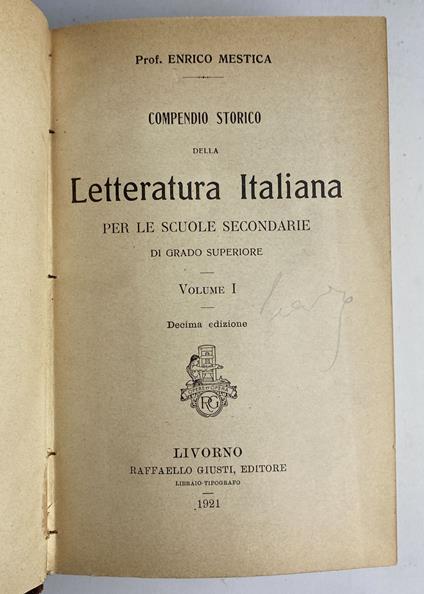 Prof. ENRICO MESTICA
COMPENDIO STORICO
DELLA
Letteratura Italiana
PER LE SCUOLE SECONDARIE
DI GRADO SUPERIORE
VOLUME I
Decima edizione
RG
LIVORNO
RAFFAELLO GIUSTI, EDITORE
LIBRAIO-TIPOGRAFO
1921